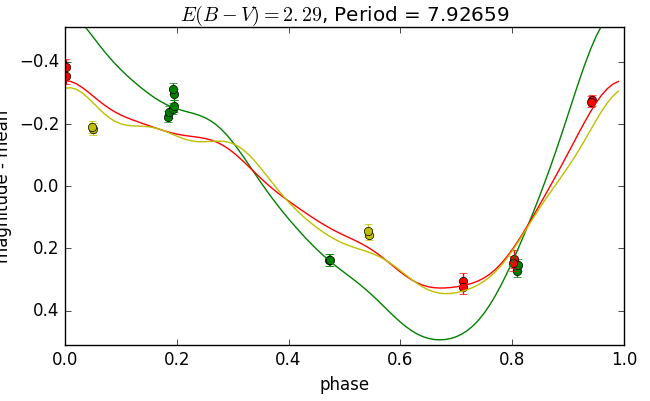 E(B − V) = 2.29, Period = 7.92659
−0.4
−0.2
0.0
0.2
0.4
magnitude - mean
0.0 0.2 0.4 0.6 0.8 1.0
phase